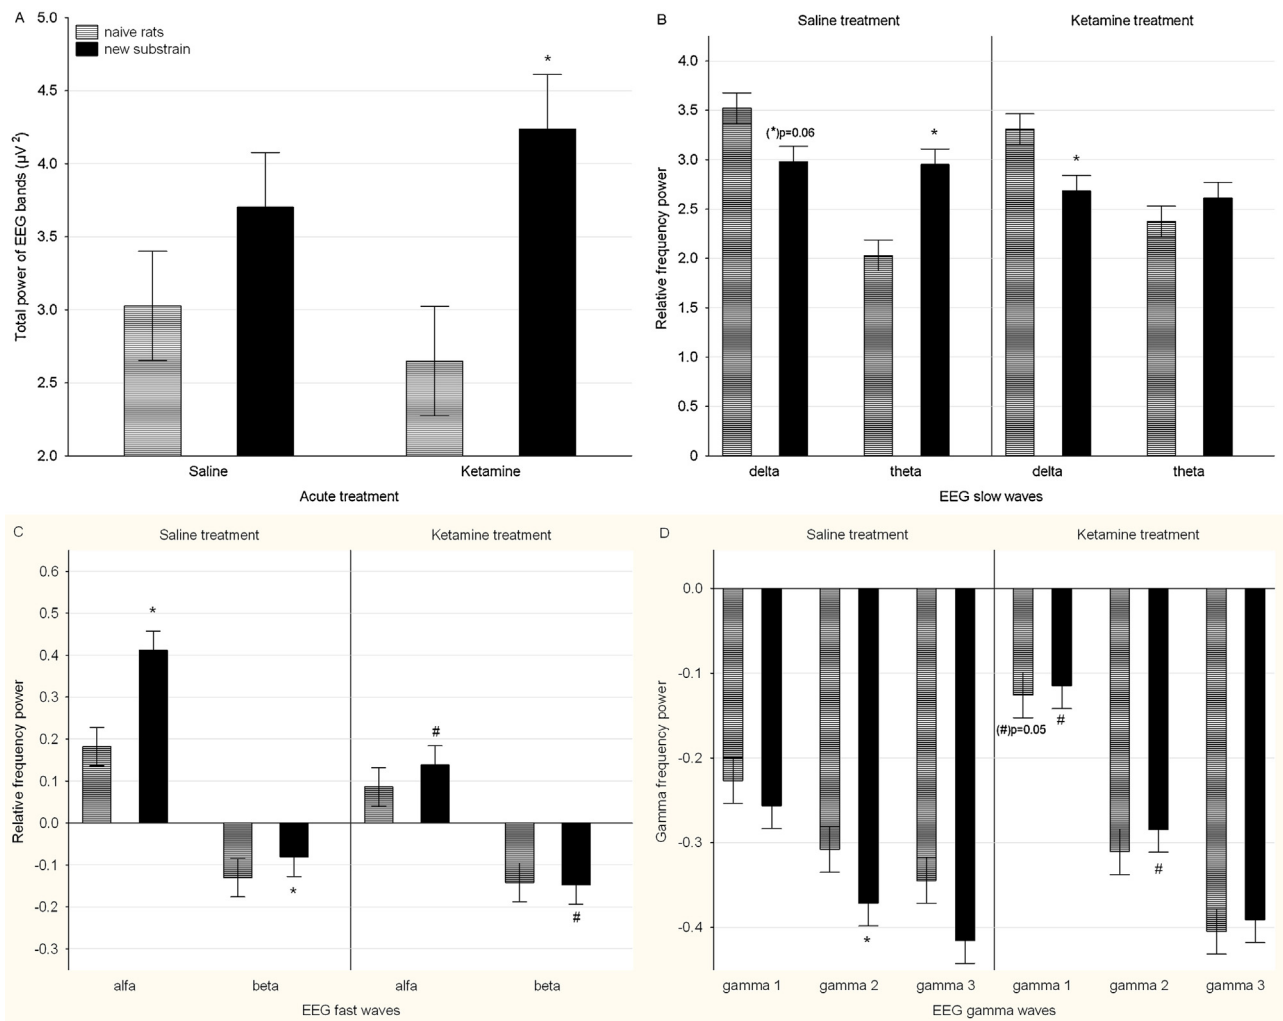 A
5.0
4.5
4.0
3.5
3.0
2.5
2.0
Total power of EEG bands (µV 2)
naive rats
new substrain
*
Saline
Ketamine
Acute treatment
B
Saline treatment
Ketamine treatment
4.0
3.5
3.0
2.5
2.0
1.5
1.0
0.5
0
Relative frequency power
(*)p=0.06
*
*
delta
theta
delta
theta
EEG slow waves
C
Saline treatment
Ketamine treatment
0.6
0.5
0.4
0.3
0.2
0.1
0.0
-0.1
-0.2
-0.3
Relative frequency power
*
*
#
#
alfa
beta
alfa
beta
EEG fast waves
D
Saline treatment
Ketamine treatment
0.0
-0.1
-0.2
-0.3
-0.4
Gamma frequency power
*
(#)p=0.05
#
#
gamma 1
gamma 2
gamma 3
gamma 1
gamma 2
gamma 3
EEG gamma waves